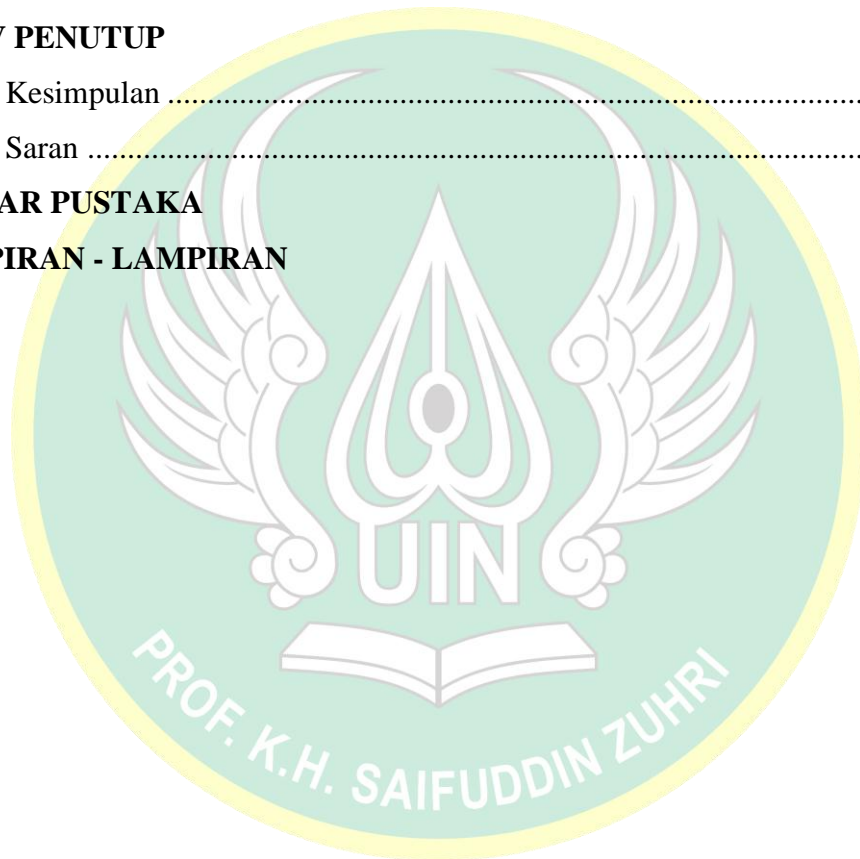 V PENUTUP
Kesimpulan ....................................................................................
Saran ..............................................................................................
AR PUSTAKA
PIRAN - LAMPIRAN
UIN
PROF. K.H. SAIFUDDIN ZUHRI